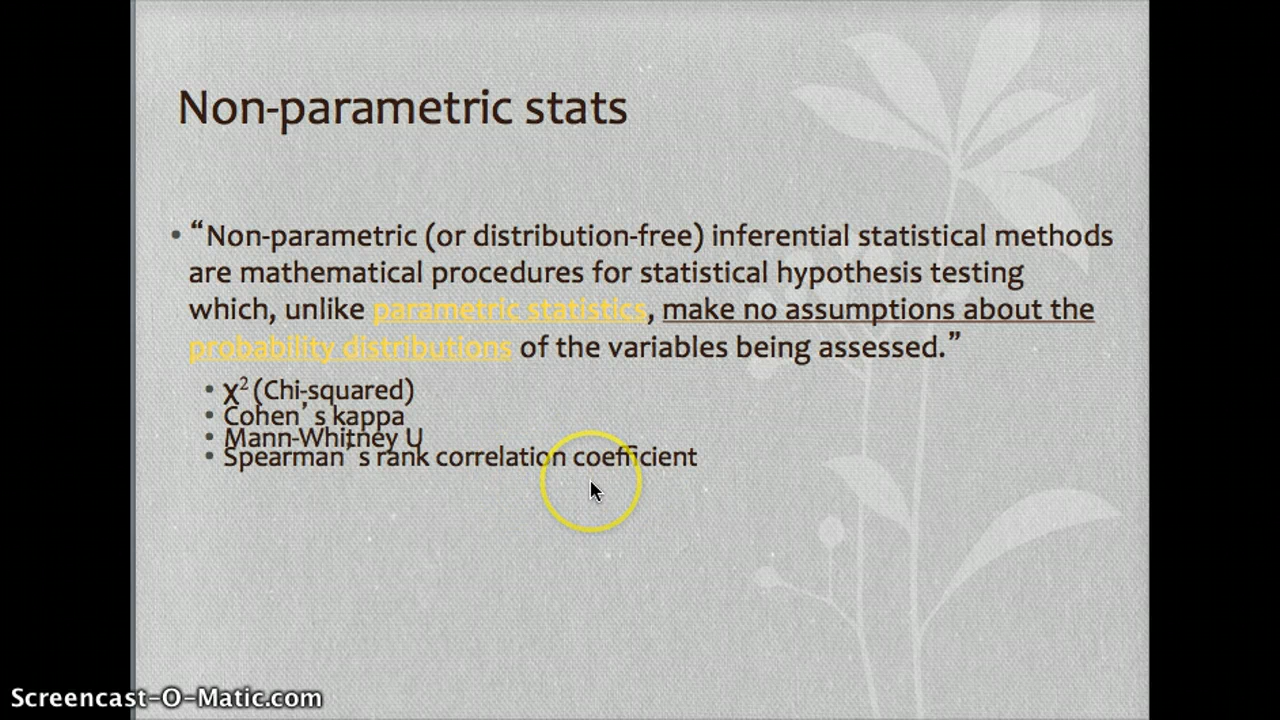 Non-parametric stats
• “Non-parametric (or distribution-free) inferential statistical methods
are mathematical procedures for statistical hypothesis testing
which, unlike parametric statistics, make no assumptions about the
probability distributions of the variables being assessed.”
• χ² (Chi-squared)
• Cohen’s kappa
• Mann-Whitney U
• Spearman’s rank correlation coefficient
Screencast-O-Matic.com